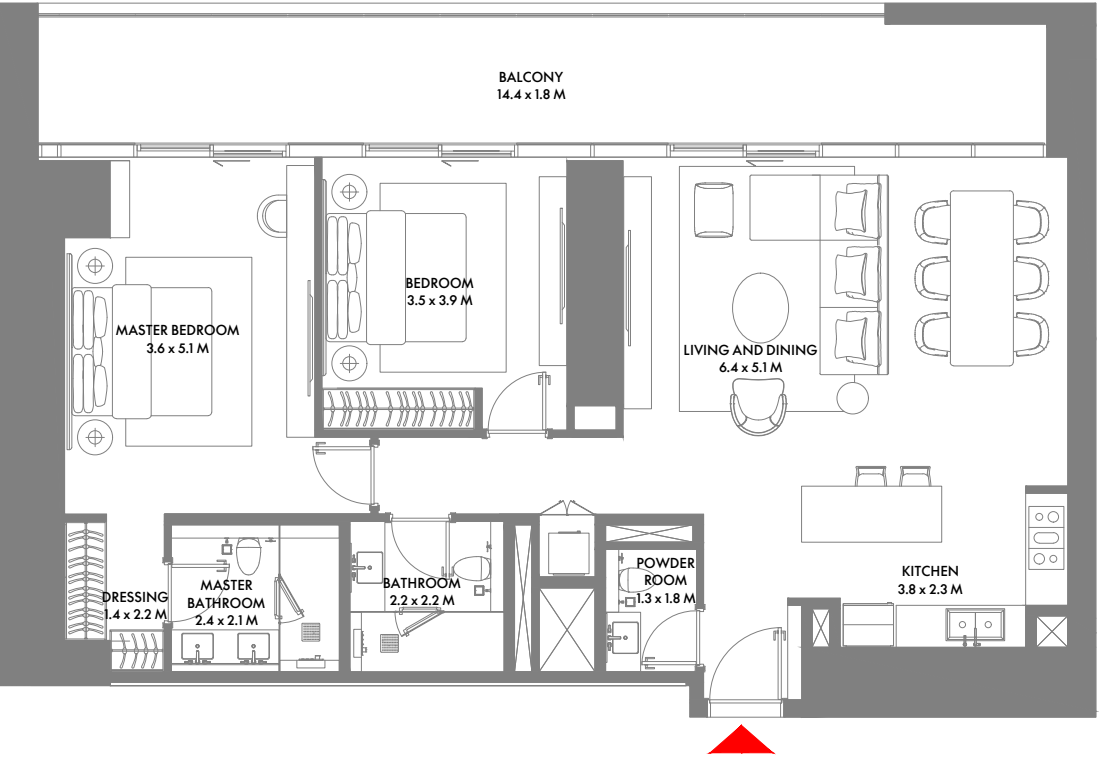 BALCONY
14.4 x 1.8 M
BEDROOM
3.5 x 3.9 M
MASTER BEDROOM
3.6 x 5.1 M
LIVING AND DINING
6.4 x 5.1 M
POWDER
ROOM
1.3 x 1.8 M
KITCHEN
3.8 x 2.3 M
BATHROOM
2.2 x 2.2 M
MASTER
BATHROOM
2.4 x 2.1 M
DRESSING
1.4 x 2.2 M